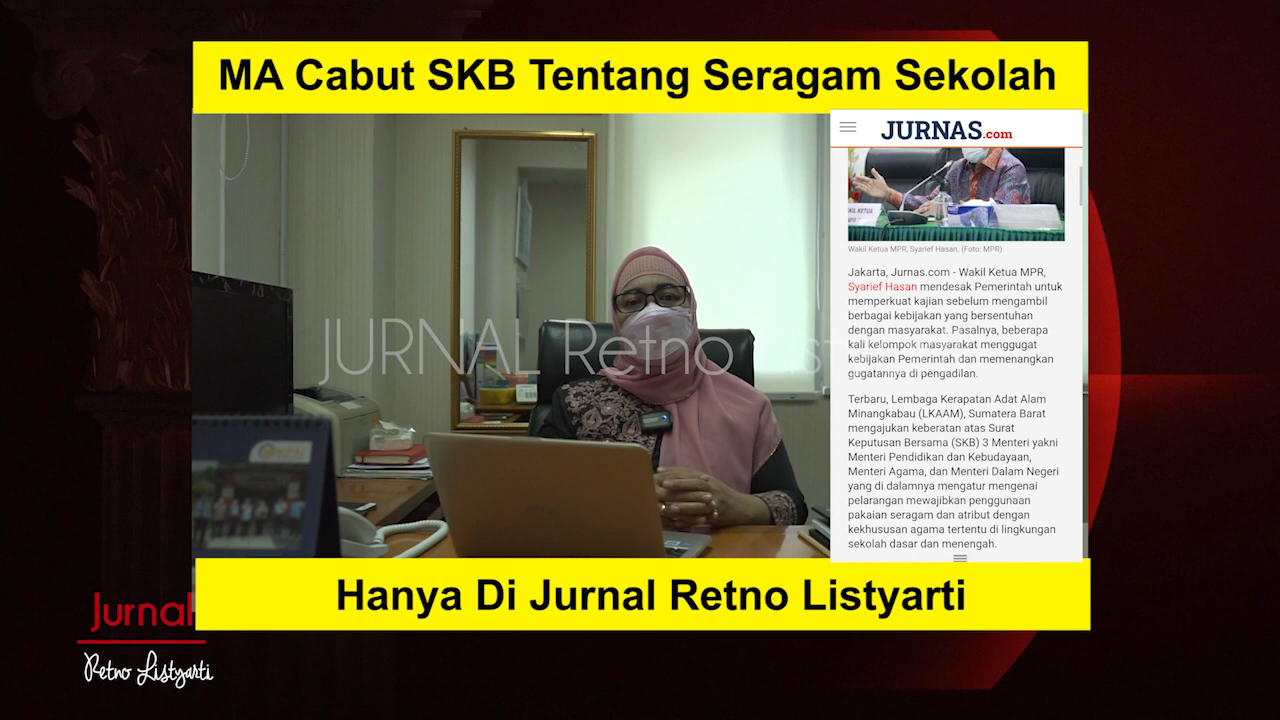 MA Cabut SKB Tentang Seragam Sekolah
JURNAS.com
WAKIL KETUA
Wakil Ketua MPR, Syarief Hasan. (Foto: MPR)
Jakarta, Jurnas.com - Wakil Ketua MPR,
Syarief Hasan mendesak Pemerintah untuk
memperkuat kajian sebelum mengambil
berbagai kebijakan yang bersentuhan
dengan masyarakat. Pasalnya, beberapa
kali kelompok masyarakat menggugat
kebijakan Pemerintah dan memenangkan
gugatannya di pengadilan.
Terbaru, Lembaga Kerapatan Adat Alam
Minangkabau (LKAAM), Sumatera Barat
mengajukan keberatan atas Surat
Keputusan Bersama (SKB) 3 Menteri yakni
Menteri Pendidikan dan Kebudayaan,
Menteri Agama, dan Menteri Dalam Negeri
yang di dalamnya mengatur mengenai
pelarangan mewajibkan penggunaan
pakaian seragam dan atribut dengan
kekhususan agama tertentu di lingkungan
sekolah dasar dan menengah.
JURNAL Retno List
Hanya Di Jurnal Retno Listyarti
Jurnal
Retno Listyarti